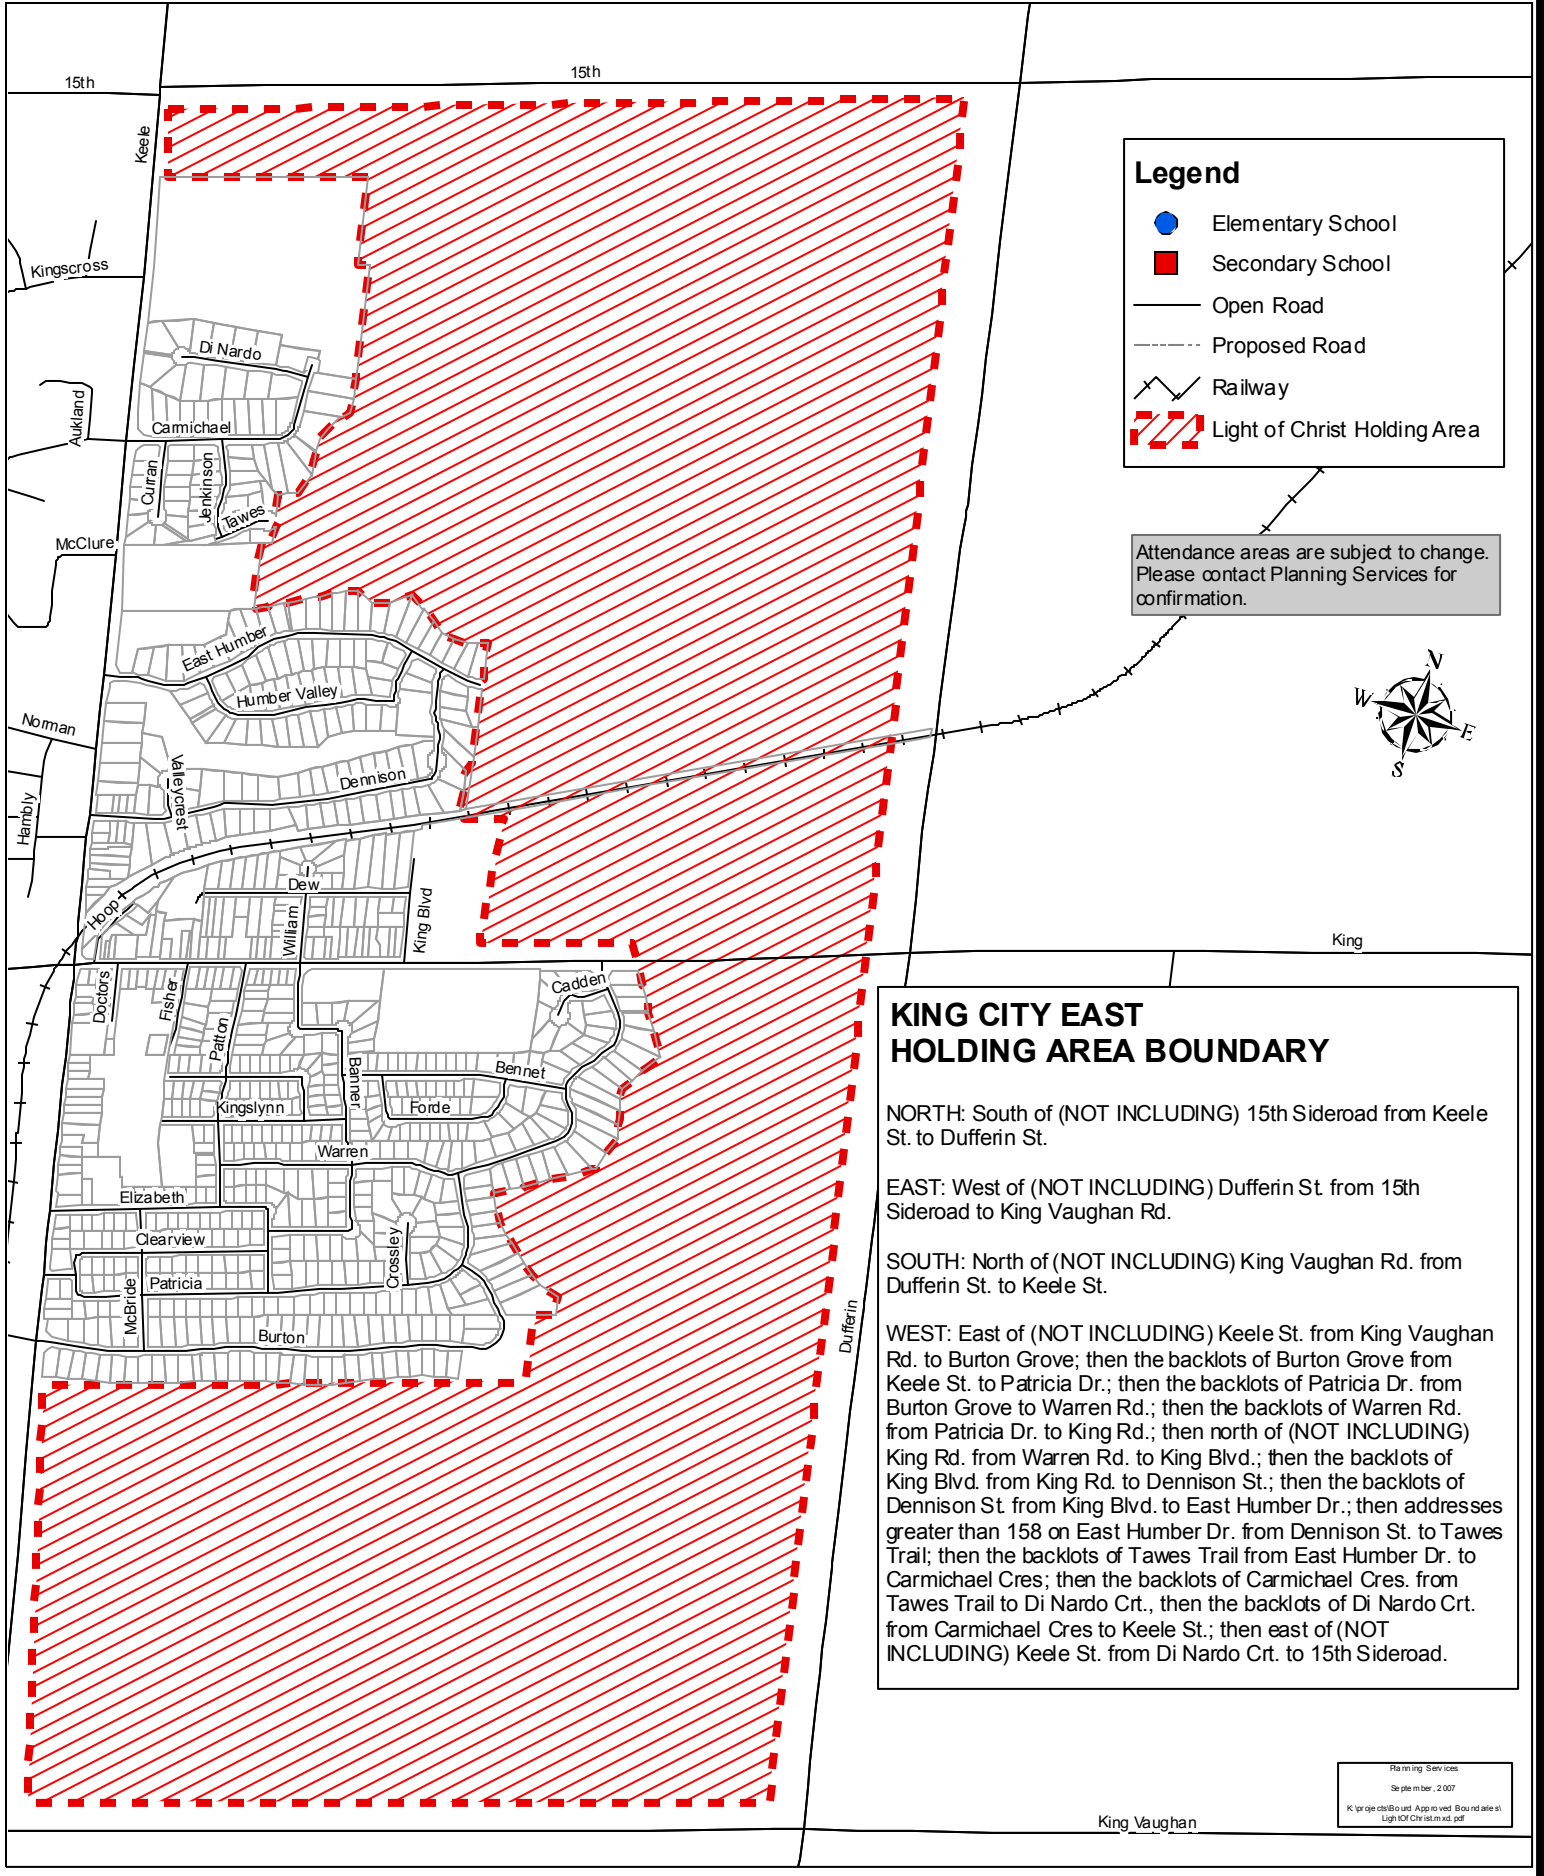 15th
15th
Keele
Kingscross
Di Nardo
Aukland
Carmichael
Curran
Jenkinson
Tawes
McClure
East Humber
Humber Valley
Norman
Valleycrest
Dennison
Hambly
Dew
Hoop
William
King Blvd
King
Doctors
Fisher
Patton
Cadden
Banner
Bennet
Kingslynn
Forde
Warren
Elizabeth
Clearview
Crossley
McBride
Patricia
Burton
Dufferin
King Vaughan
Legend
Elementary School
Secondary School
Open Road
Proposed Road
Railway
Light of Christ Holding Area
Attendance areas are subject to change.
Please contact Planning Services for
confirmation.
N
W
E
S
KING CITY EAST
HOLDING AREA BOUNDARY
NORTH: South of (NOT INCLUDING) 15th Sideroad from Keele
St. to Dufferin St.
EAST: West of (NOT INCLUDING) Dufferin St. from 15th
Sideroad to King Vaughan Rd.
SOUTH: North of (NOT INCLUDING) King Vaughan Rd. from
Dufferin St. to Keele St.
WEST: East of (NOT INCLUDING) Keele St. from King Vaughan
Rd. to Burton Grove; then the backlots of Burton Grove from
Keele St. to Patricia Dr.; then the backlots of Patricia Dr. from
Burton Grove to Warren Rd.; then the backlots of Warren Rd.
from Patricia Dr. to King Rd.; then north of (NOT INCLUDING)
King Rd. from Warren Rd. to King Blvd.; then the backlots of
King Blvd. from King Rd. to Dennison St.; then the backlots of
Dennison St. from King Blvd. to East Humber Dr.; then addresses
greater than 158 on East Humber Dr. from Dennison St. to Tawes
Trail; then the backlots of Tawes Trail from East Humber Dr. to
Carmichael Cres; then the backlots of Carmichael Cres. from
Tawes Trail to Di Nardo Crt., then the backlots of Di Nardo Crt.
from Carmichael Cres to Keele St.; then east of (NOT
INCLUDING) Keele St. from Di Nardo Crt. to 15th Sideroad.
Planning Services
September, 2007
K:\projects\Board Approved Boundaries\
LightOfChrist.mxd.pdf